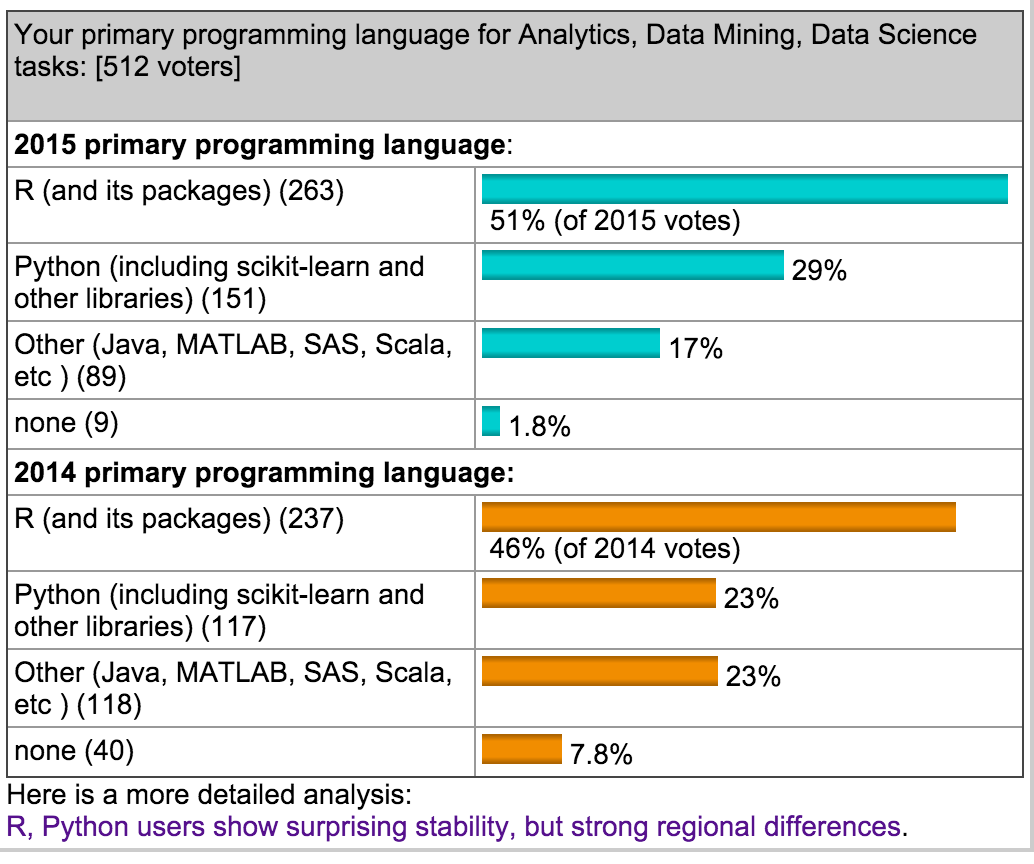 Your primary programming language for Analytics, Data Mining, Data Science
tasks: [512 voters]
2015 primary programming language:
R (and its packages) (263)
51% (of 2015 votes)
Python (including scikit-learn and
other libraries) (151)
29%
Other (Java, MATLAB, SAS, Scala,
etc ) (89)
17%
none (9)
1.8%
2014 primary programming language:
R (and its packages) (237)
46% (of 2014 votes)
Python (including scikit-learn and
other libraries) (117)
23%
Other (Java, MATLAB, SAS, Scala,
etc ) (118)
23%
none (40)
7.8%
Here is a more detailed analysis:
R, Python users show surprising stability, but strong regional differences.